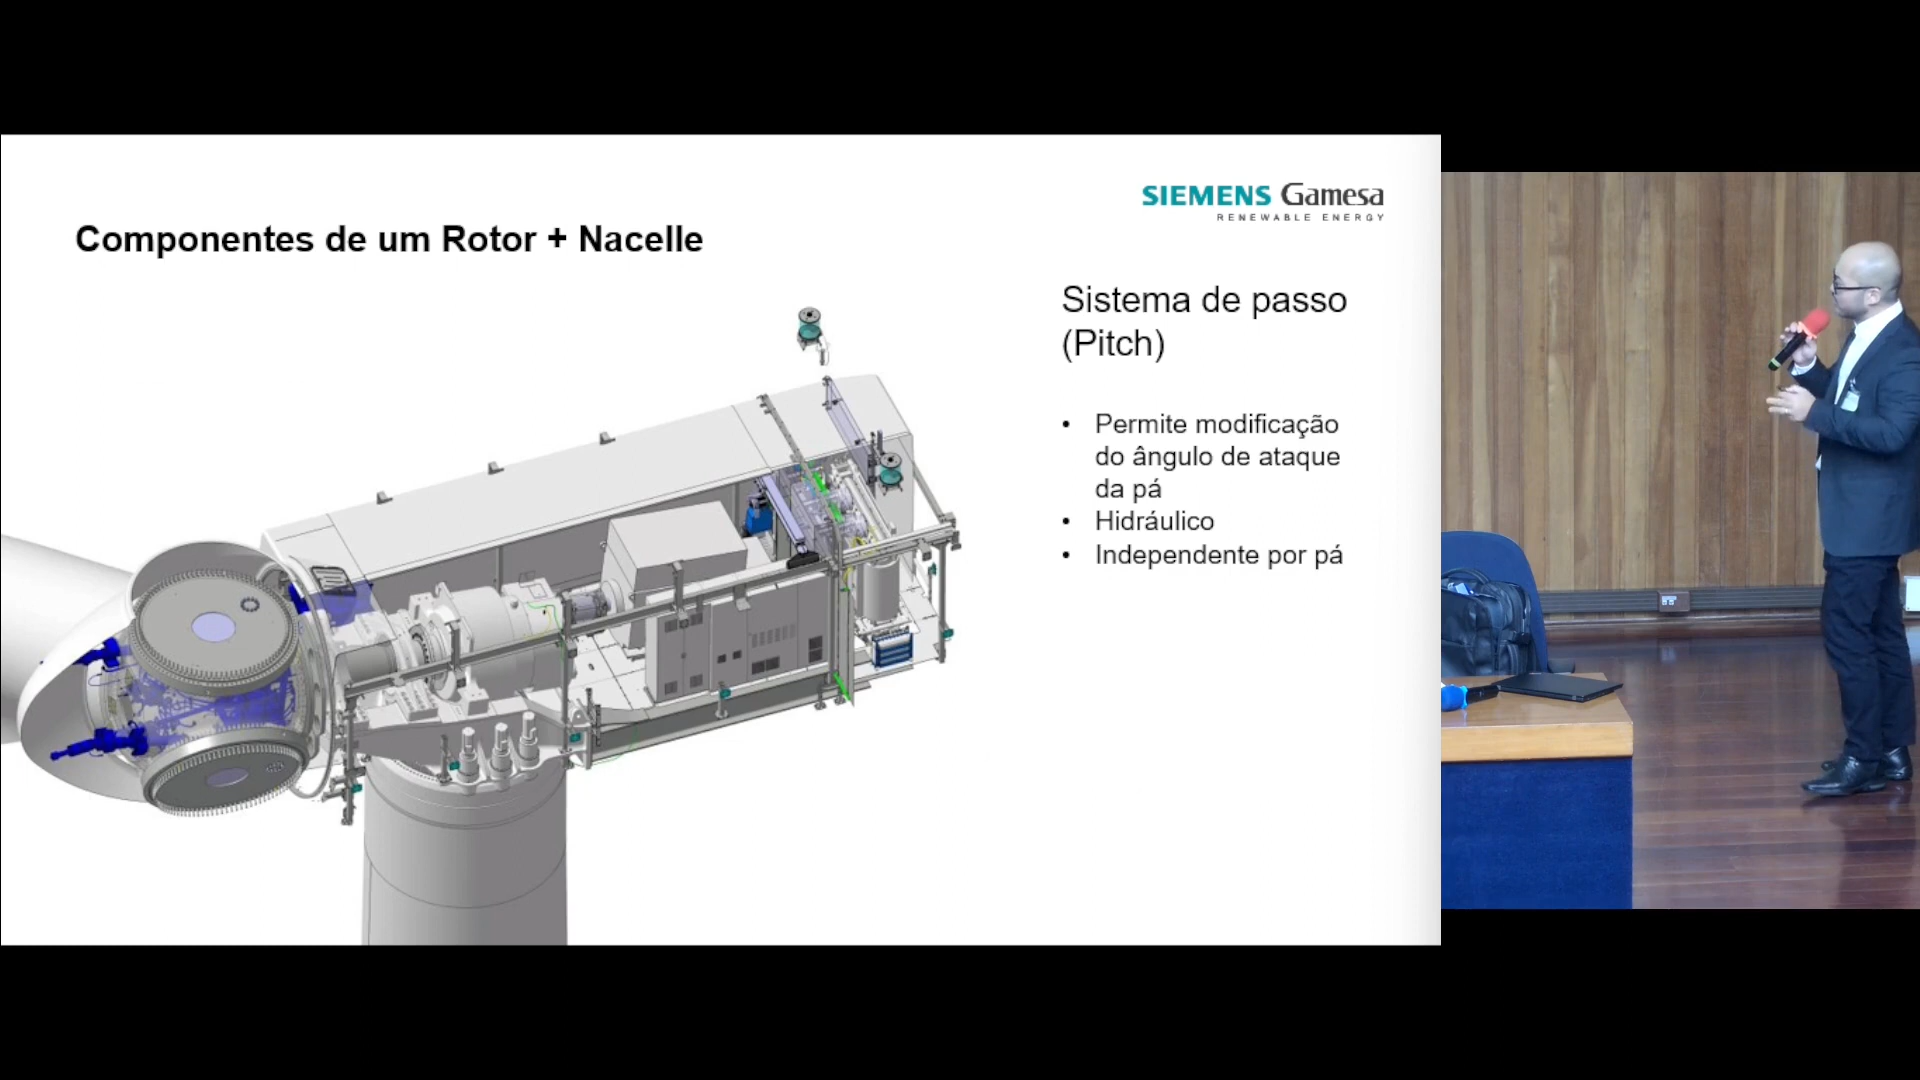 SIEMENS Gamesa
RENEWABLE ENERGY
Componentes de um Rotor + Nacelle
Sistema de passo
(Pitch)
• Permite modificação
do ângulo de ataque
da pá
• Hidráulico
• Independente por pá